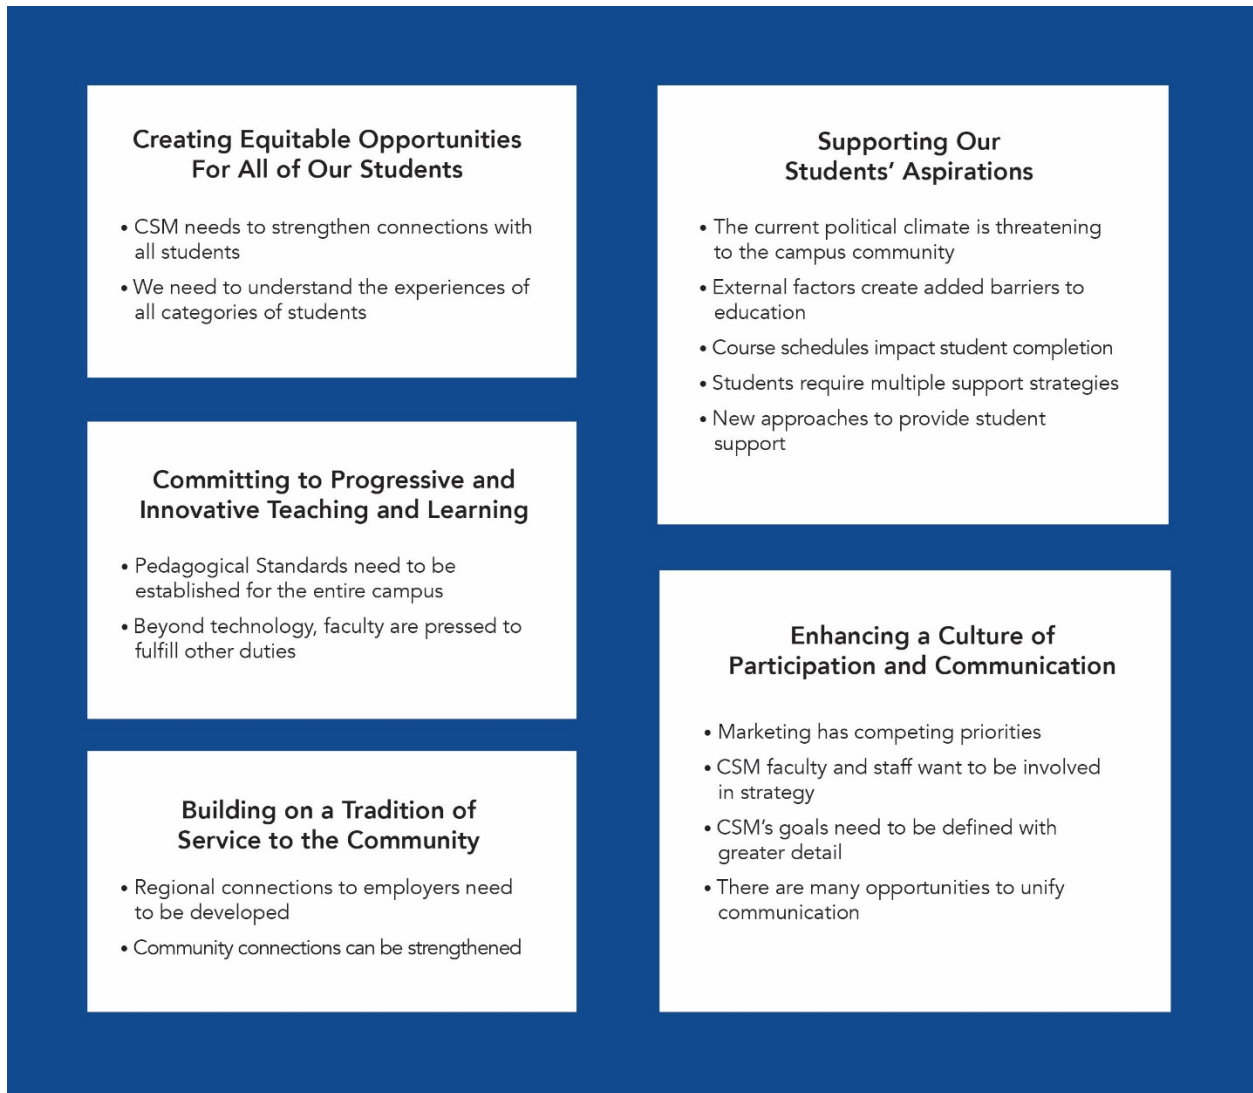 Creating Equitable Opportunities
For All of Our Students
• CSM needs to strengthen connections with
all students
• We need to understand the experiences of
all categories of students
Committing to Progressive and
Innovative Teaching and Learning
• Pedagogical Standards need to be
established for the entire campus
• Beyond technology, faculty are pressed to
fulfill other duties
Building on a Tradition of
Service to the Community
• Regional connections to employers need
to be developed
• Community connections can be strengthened
Supporting Our
Students’ Aspirations
• The current political climate is threatening
to the campus community
• External factors create added barriers to
education
• Course schedules impact student completion
• Students require multiple support strategies
• New approaches to provide student
support
Enhancing a Culture of
Participation and Communication
• Marketing has competing priorities
• CSM faculty and staff want to be involved
in strategy
• CSM’s goals need to be defined with
greater detail
• There are many opportunities to unify
communication